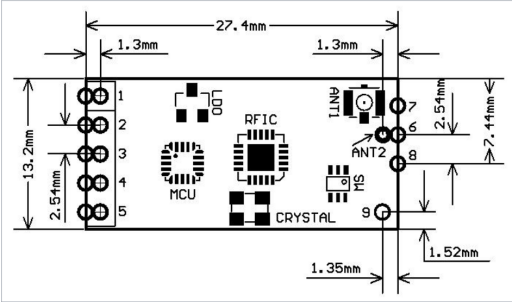 27.4mm
1.3mm
1.3mm
1
2
3
4
5
LDO
RFIC
MCU
CRYSTAL
ANT1
ANT2
SW
7
6
8
9
13.2mm
2.54mm
2.54mm
7.44mm
1.52mm
1.35mm